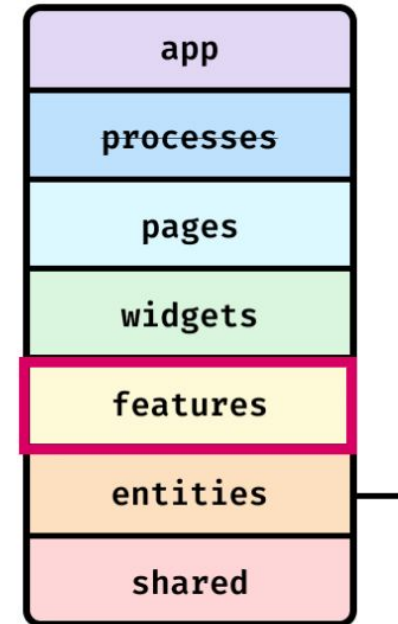 app
processes
pages
widgets
features
entities
shared